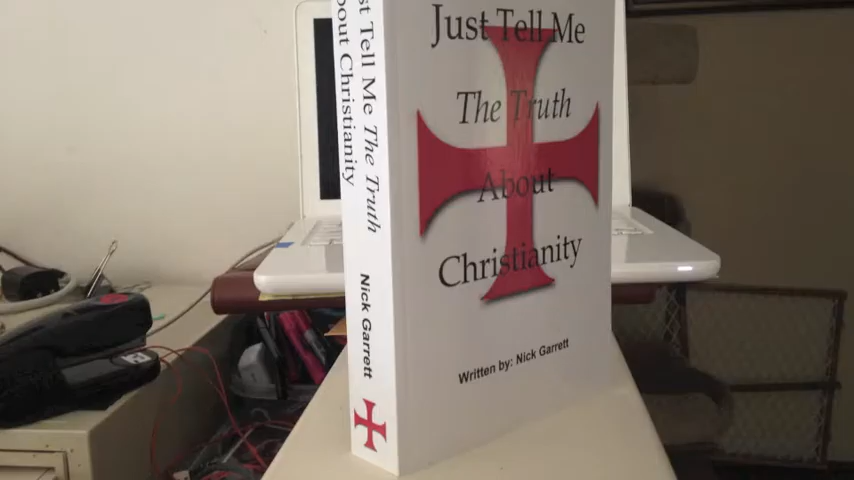 Just Tell Me
The Truth
About
Christianity
Written by: Nick Garrett
st Tell Me The Truth
bout Christianity
Nick Garrett